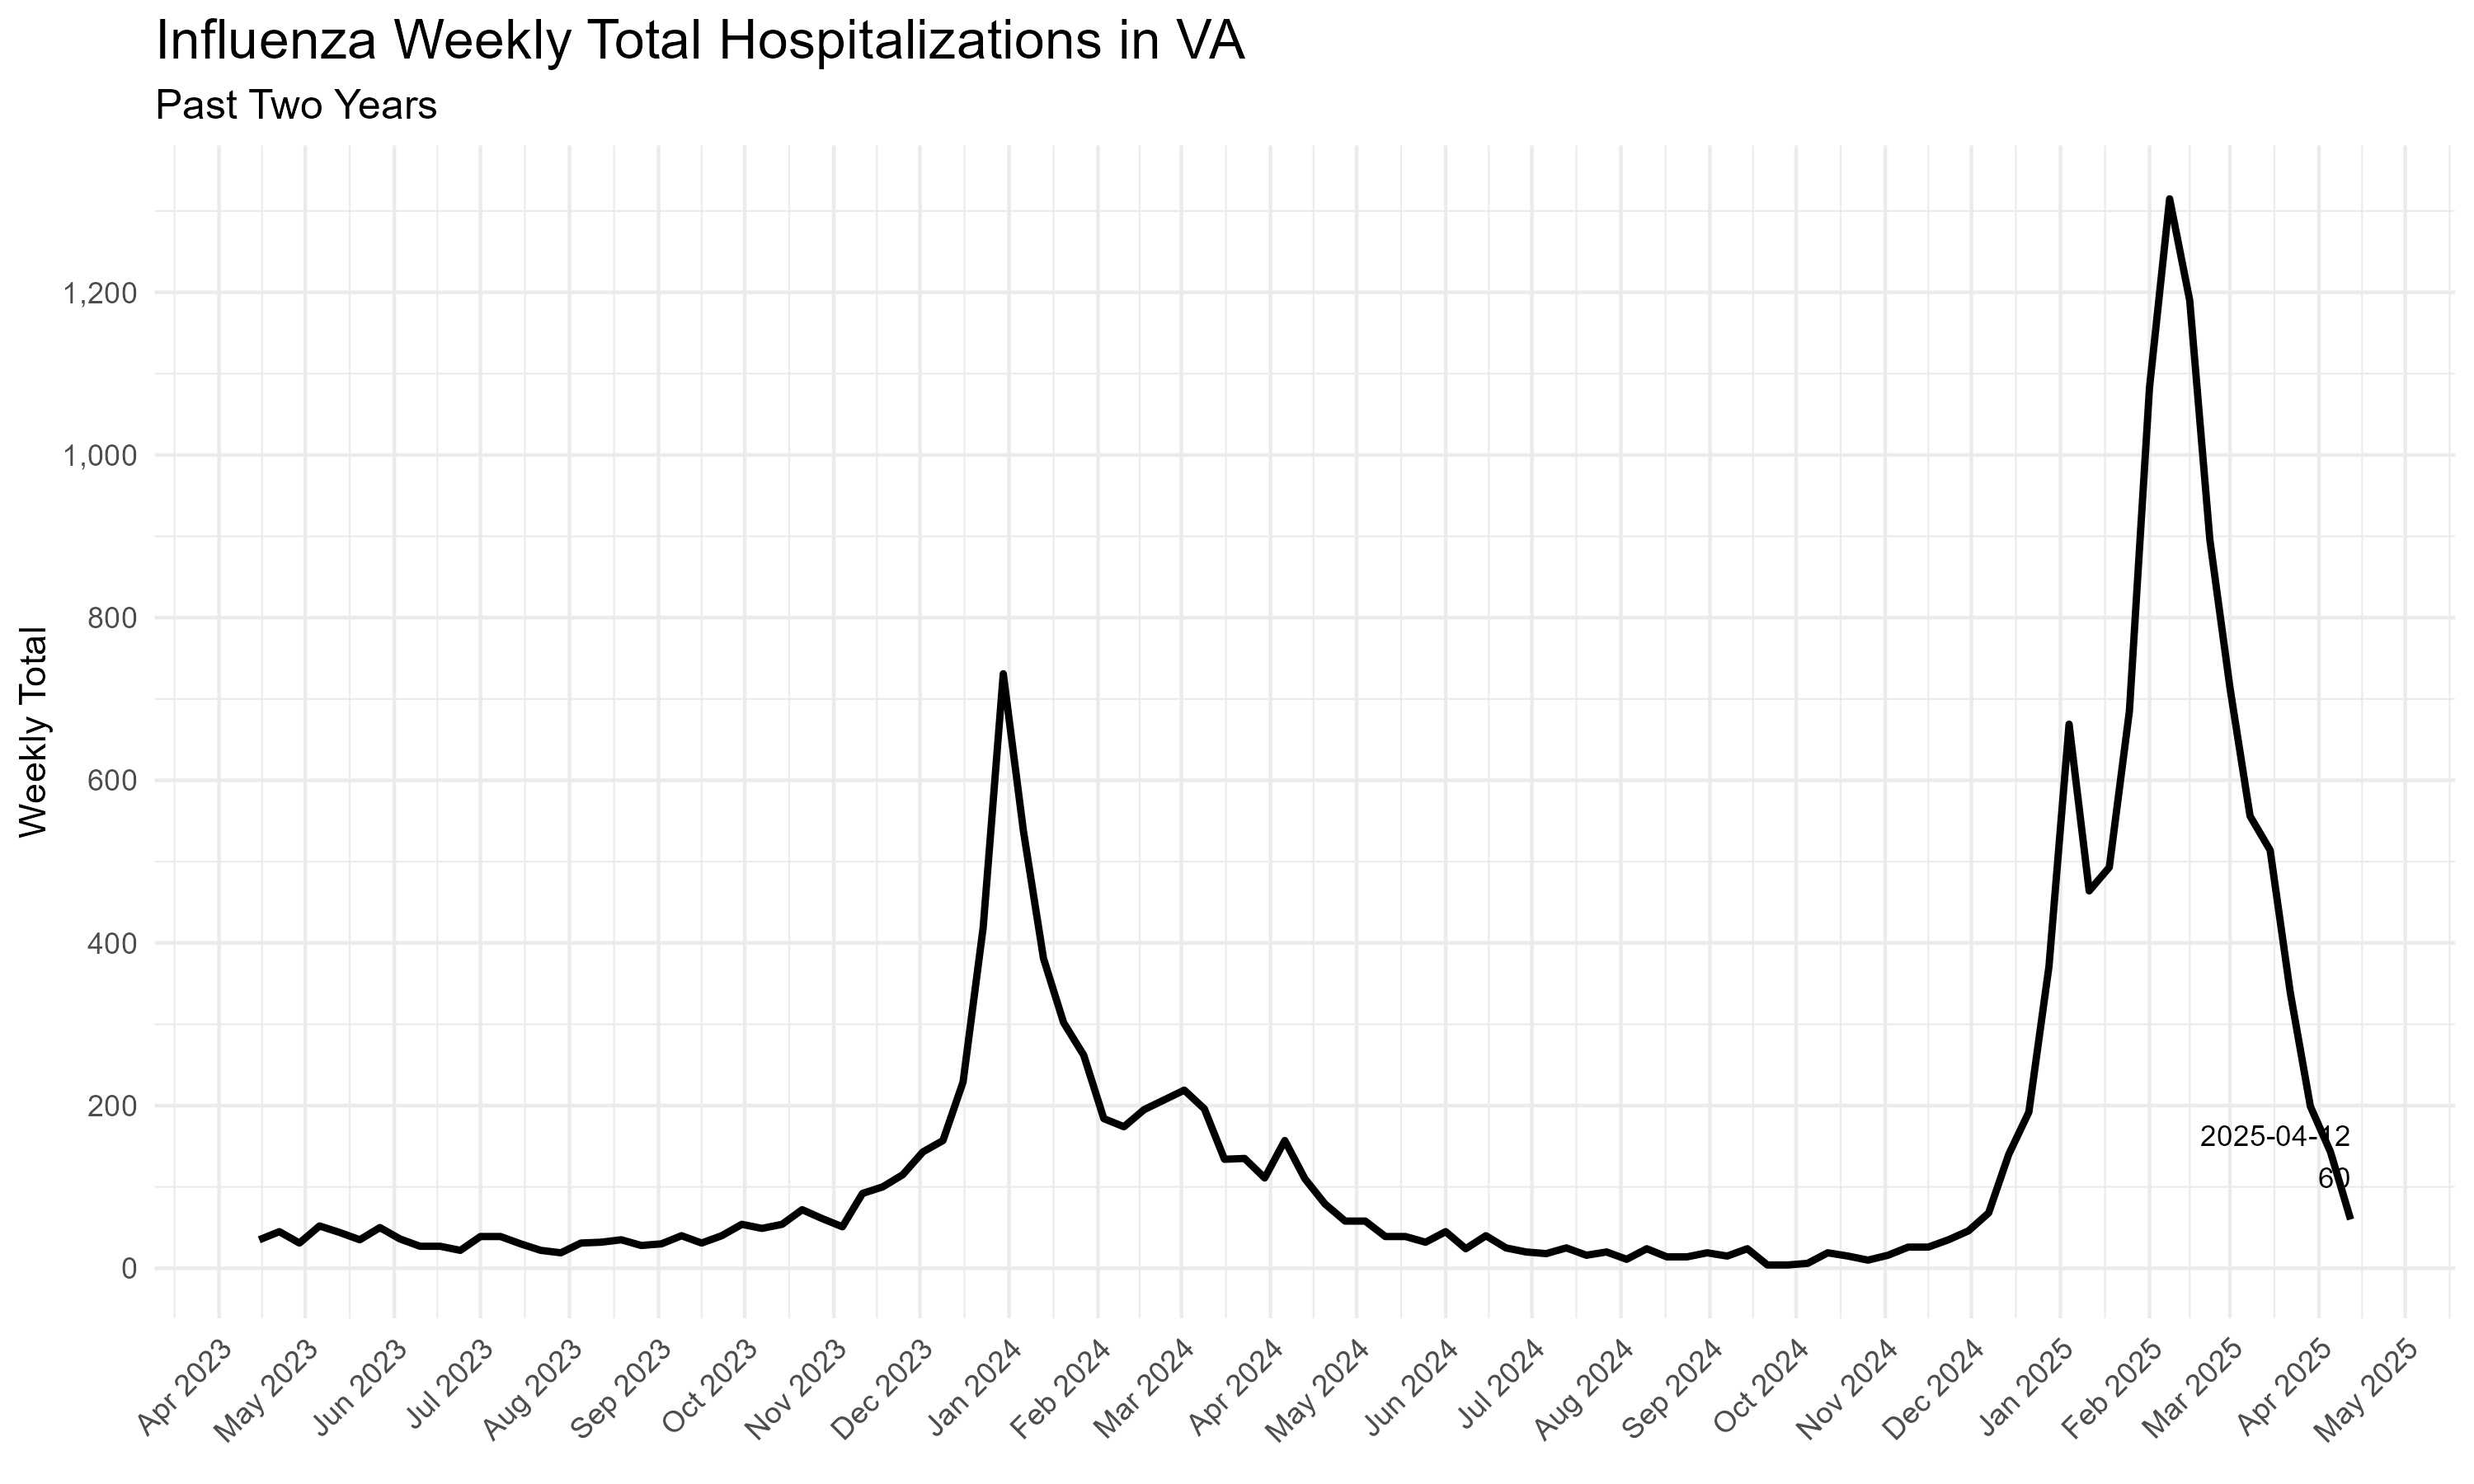 Influenza Weekly Total Hospitalizations in VA
Past Two Years
Weekly Total
1,200
1,000
800
600
400
200
0
2025-04-12
60
Apr 2023
May 2023
Jun 2023
Jul 2023
Aug 2023
Sep 2023
Oct 2023
Nov 2023
Dec 2023
Jan 2024
Feb 2024
Mar 2024
Apr 2024
May 2024
Jun 2024
Jul 2024
Aug 2024
Sep 2024
Oct 2024
Nov 2024
Dec 2024
Jan 2025
Feb 2025
Mar 2025
Apr 2025
May 2025